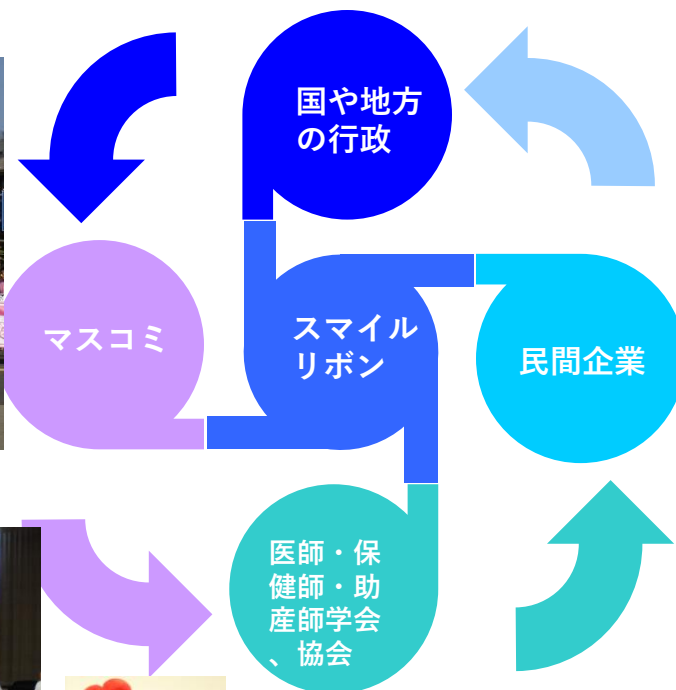 国や地方
の行政
マスコミ
スマイル
リボン
民間企業
医師・保
健師・助
産師学会
、協会